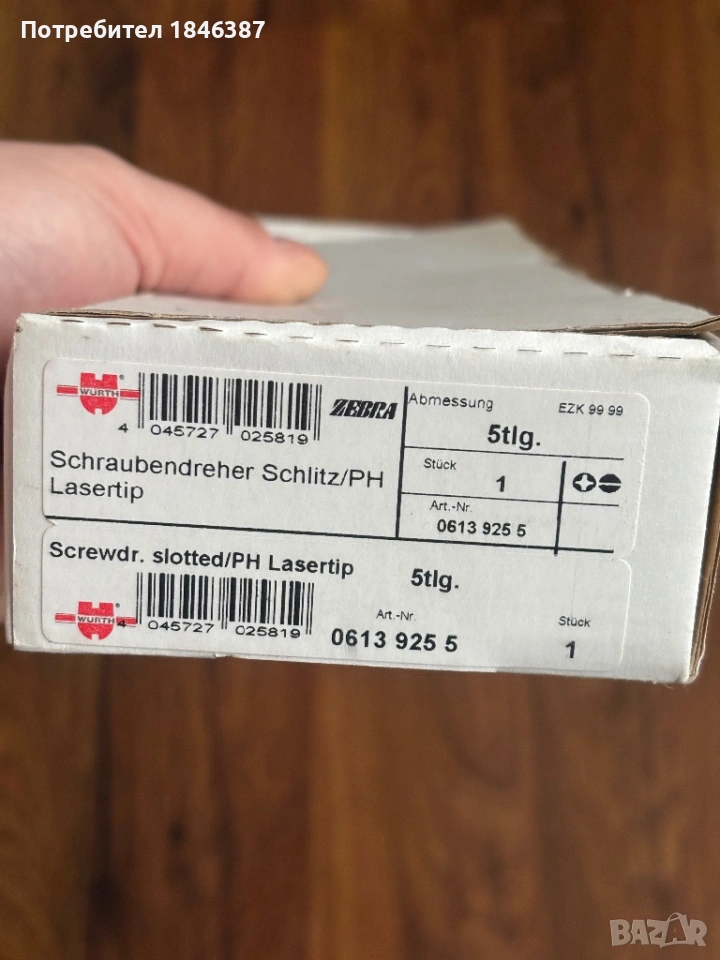 Потребител 1846387
WÜRTH
4 045727 025819
ZEBRA
Abmessung
EZK 99 99
5tlg.
Schraubendreher Schlitz/PH
Lasertip
Stück
1
Art.-Nr.
0613 925 5
Screwdr. slotted/PH Lasertip
5tlg.
WÜRTH
4 045727 025819
Art.-Nr.
0613 925 5
Stück
1
BAZAR